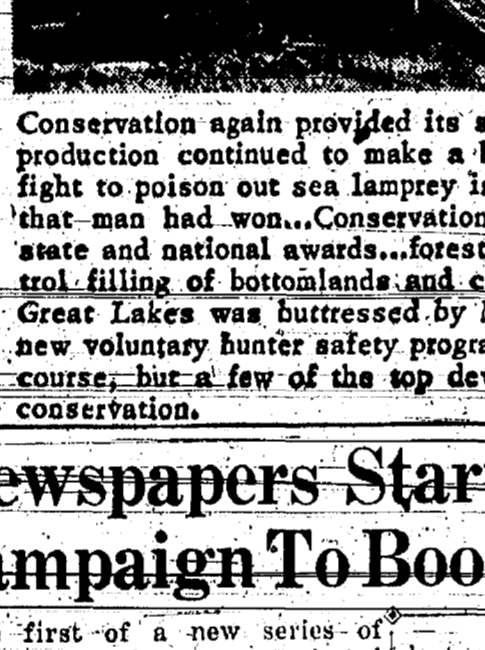 Conservation again provided its
production continued to make a
fight to poison out sea lamprey
that man had won...Conservation
state and national awards...forest
trol filling of bottomlands and
Great Lakes was buttressed by
new voluntary hunter safety progra
course, but a few of the top de
conservation.
ewspapers Star
ampaign To Boo
first of a new series of